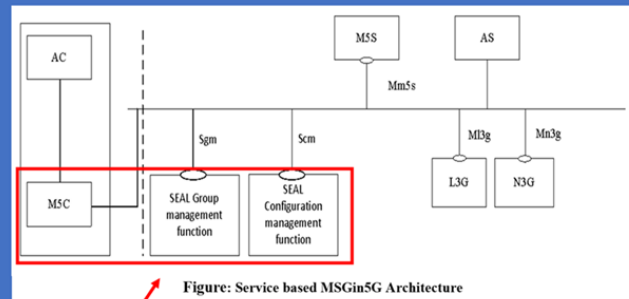 M5S
AS
AC
Mm5s
Sgm
Scm
Ml3g
Mn3g
M5C
SEAL Group
management
function
SEAL
Configuration
management
function
L3G
N3G
Figure: Service based MSGin5G Architecture